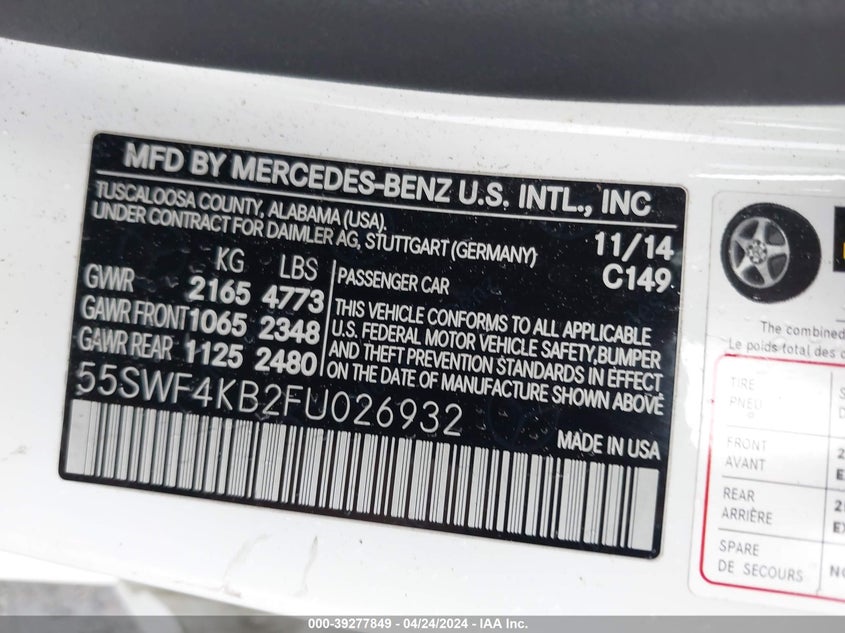 MFD BY MERCEDES-BENZ U.S. INTL., INC
TUSCALOOSA COUNTY, ALABAMA (USA).
UNDER CONTRACT FOR DAIMLER AG, STUTTGART (GERMANY)
11/14
C149
KG LBS
GVWR 2165 4773
GAWR FRONT 1065 2348
GAWR REAR 1125 2480
PASSENGER CAR
THIS VEHICLE CONFORMS TO ALL APPLICABLE
U.S. FEDERAL MOTOR VEHICLE SAFETY, BUMPER
AND THEFT PREVENTION STANDARDS IN EFFECT
ON THE DATE OF MANUFACTURE SHOWN ABOVE.
55SWF4KB2FU026932
MADE IN USA
The combined
Le poids total des
TIRE
PNEU
FRONT
AVANT
REAR
ARRIÈRE
SPARE
DE SECOURS
000-39277849 - 04/24/2024 - IAA Inc.